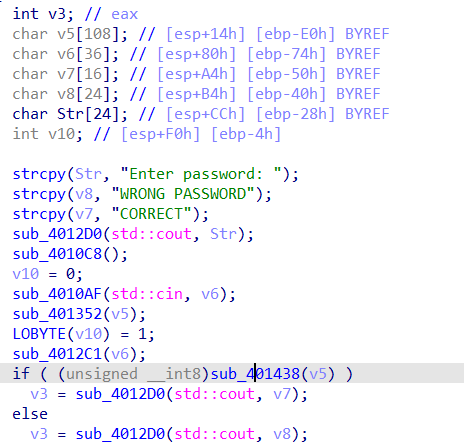 int v3; // eax
char v5[108]; // [esp+14h] [ebp-E0h] BYREF
char v6[36]; // [esp+80h] [ebp-74h] BYREF
char v7[16]; // [esp+A4h] [ebp-50h] BYREF
char v8[24]; // [esp+B4h] [ebp-40h] BYREF
char Str[24]; // [esp+CCh] [ebp-28h] BYREF
int v10; // [esp+F0h] [ebp-4h]
strcpy(Str, "Enter password: ");
strcpy(v8, "WRONG PASSWORD");
strcpy(v7, "CORRECT");
sub_4012D0(std::cout, Str);
sub_4010C8();
v10 = 0;
sub_4010AF(std::cin, v6);
sub_401352(v5);
LOBYTE(v10) = 1;
sub_4012C1(v6);
if ( (unsigned __int8)sub_401438(v5) )
v3 = sub_4012D0(std::cout, v7);
else
v3 = sub_4012D0(std::cout, v8);